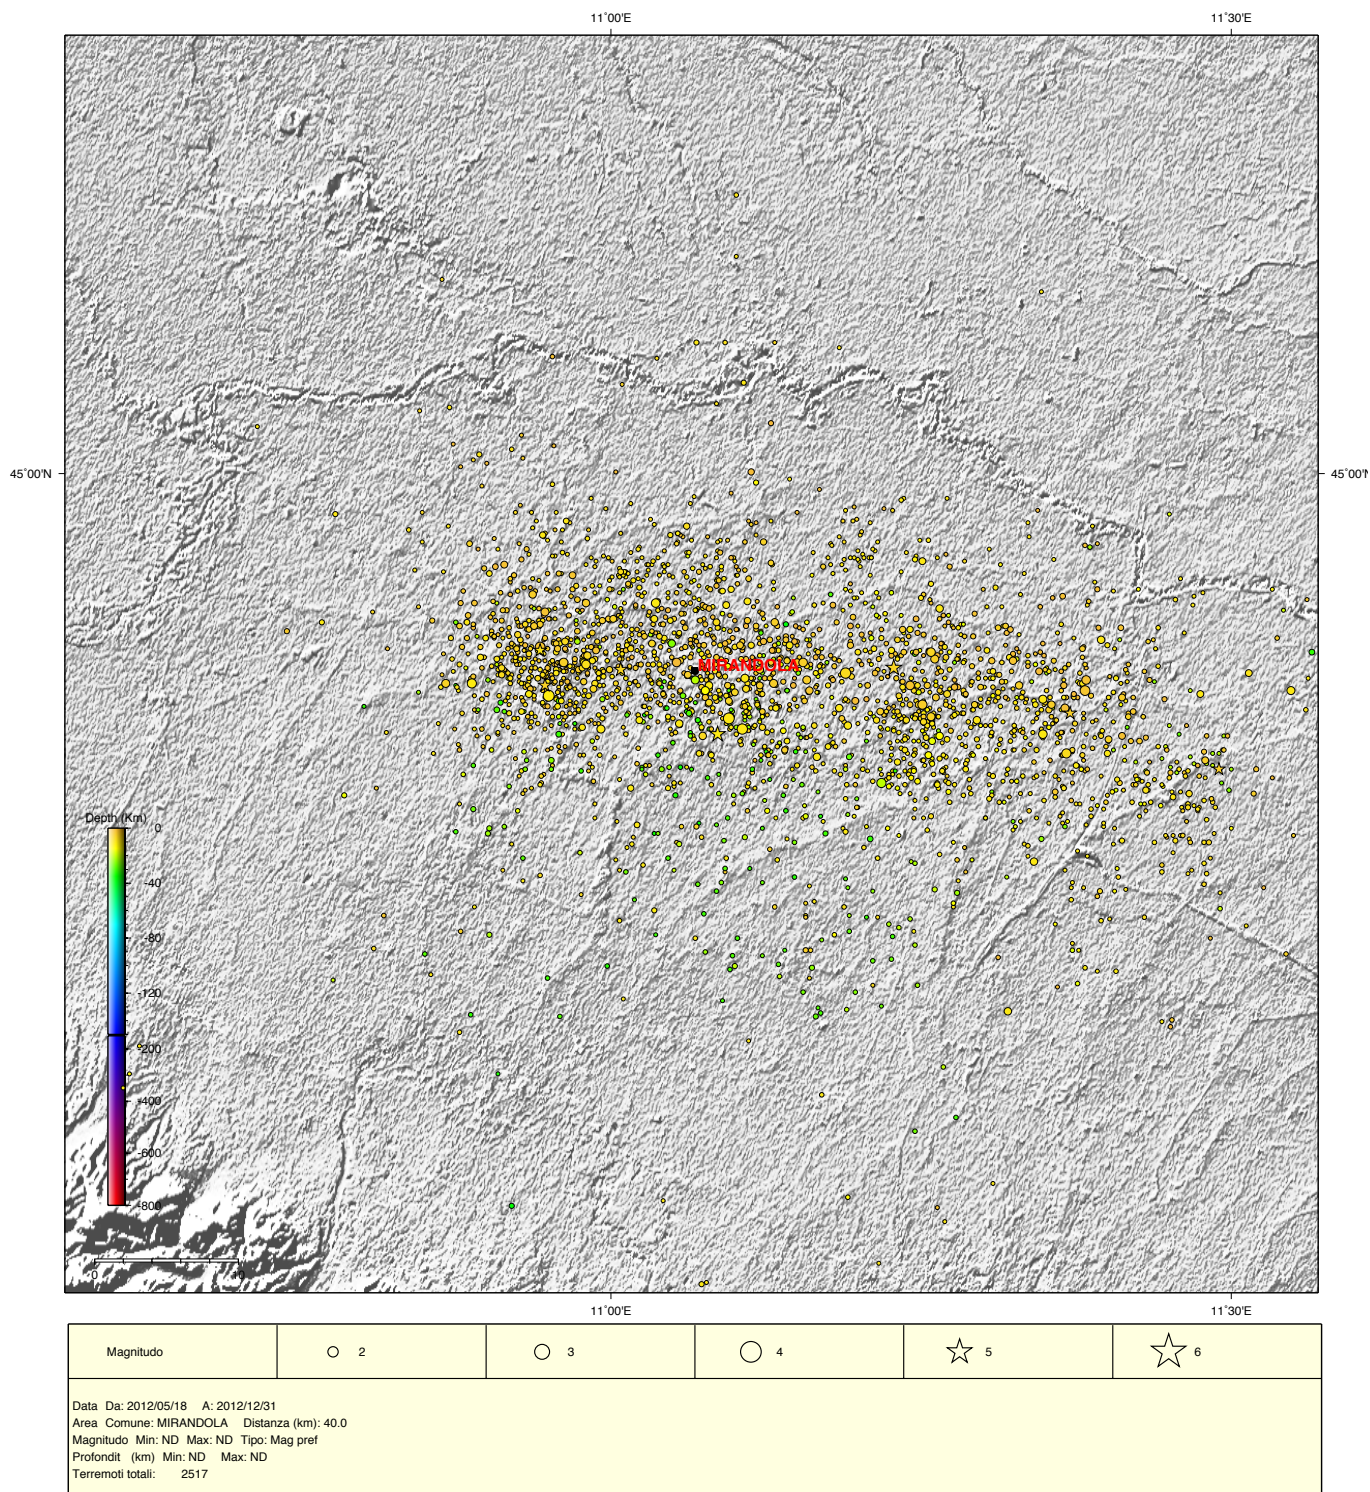 11°00'E 11°30'E
45°00'N 45°00'N
MIRANDOLA
Depth (Km)
0
-40
-80
-120
-200
-400
-600
-800
0 10
11°00'E 11°30'E
Magnitudo 2 3 4 5 6
Data Da: 2012/05/18 A: 2012/12/31
Area Comune: MIRANDOLA Distanza (km): 40.0
Magnitudo Min: ND Max: ND Tipo: Mag pref
Profondit (km) Min: ND Max: ND
Terremoti totali: 2517